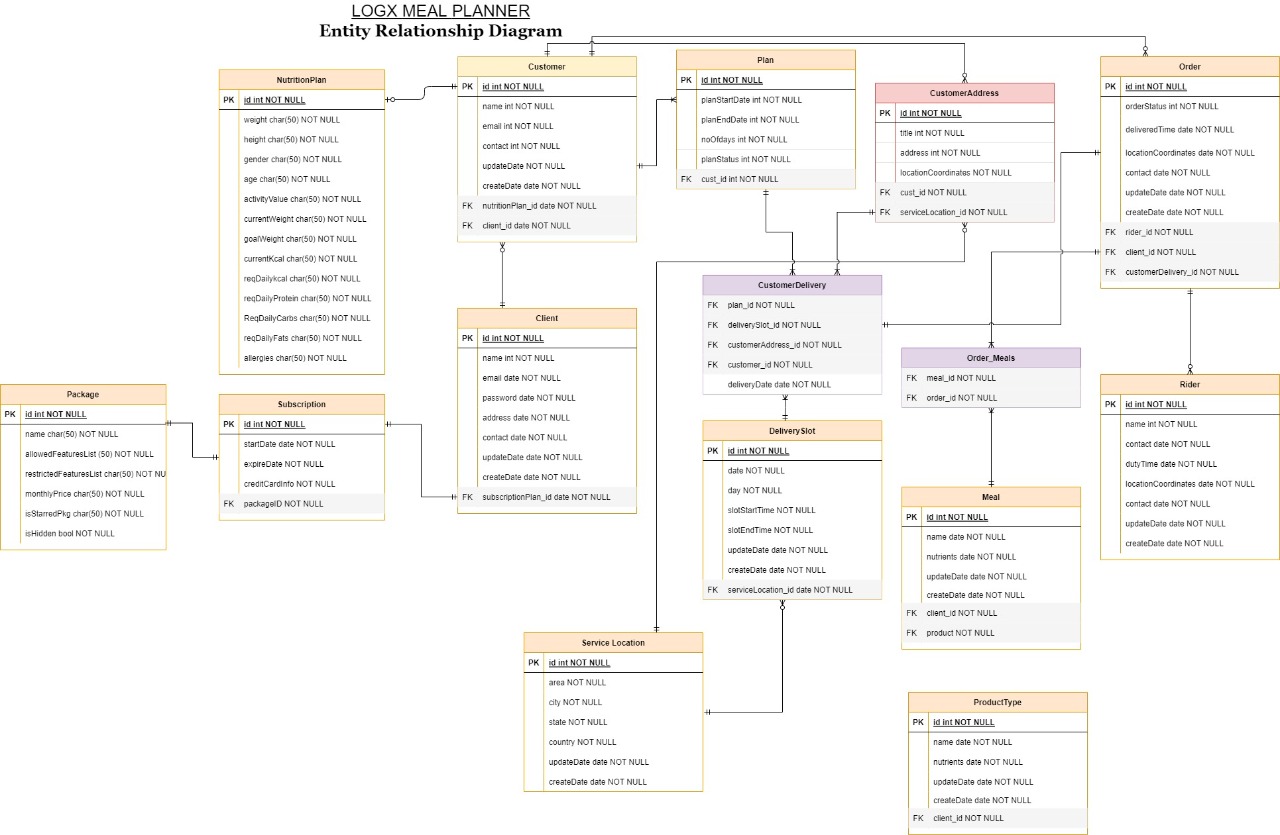 LOGX MEAL PLANNER
Entity Relationship Diagram
NutritionPlan
PK id int NOT NULL
weight char(50) NOT NULL
height char(50) NOT NULL
gender char(50) NOT NULL
age char(50) NOT NULL
activityValue char(50) NOT NULL
currentWeight char(50) NOT NULL
goalWeight char(50) NOT NULL
currentKcal char(50) NOT NULL
reqDailykcal char(50) NOT NULL
reqDailyProtein char(50) NOT NULL
ReqDailyCarbs char(50) NOT NULL
reqDailyFats char(50) NOT NULL
allergies char(50) NOT NULL
Customer
PK id int NOT NULL
name int NOT NULL
email int NOT NULL
contact int NOT NULL
updateDate NOT NULL
createDate date NOT NULL
FK nutritionPlan_id date NOT NULL
FK client_id date NOT NULL
Plan
PK id int NOT NULL
planStartDate int NOT NULL
planEndDate int NOT NULL
noOfdays int NOT NULL
planStatus int NOT NULL
FK cust_id int NOT NULL
CustomerAddress
PK id int NOT NULL
title int NOT NULL
address int NOT NULL
locationCoordinates NOT NULL
FK cust_id NOT NULL
FK serviceLocation_id NOT NULL
Order
PK id int NOT NULL
orderStatus int NOT NULL
deliveredTime date NOT NULL
locationCoordinates date NOT NULL
contact date NOT NULL
updateDate date NOT NULL
createDate date NOT NULL
FK rider_id NOT NULL
FK client_id NOT NULL
FK customerDelivery_id NOT NULL
CustomerDelivery
FK plan_id NOT NULL
FK deliverySlot_id NOT NULL
FK customerAddress_id NOT NULL
FK customer_id NOT NULL
deliveryDate date NOT NULL
Client
PK id int NOT NULL
name int NOT NULL
email date NOT NULL
password date NOT NULL
address date NOT NULL
contact date NOT NULL
updateDate date NOT NULL
createDate date NOT NULL
FK subscriptionPlan_id date NOT NULL
Order_Meals
FK meal_id NOT NULL
FK order_id NOT NULL
Rider
PK id int NOT NULL
name int NOT NULL
contact date NOT NULL
dutyTime date NOT NULL
locationCoordinates date NOT NULL
contact date NOT NULL
updateDate date NOT NULL
createDate date NOT NULL
Package
PK id int NOT NULL
name char(50) NOT NULL
allowedFeaturesList (50) NOT NULL
restrictedFeaturesList char(50) NOT NU
monthlyPrice char(50) NOT NULL
isStarredPkg char(50) NOT NULL
isHidden bool NOT NULL
Subscription
PK id int NOT NULL
startDate date NOT NULL
expireDate NOT NULL
creditCardInfo NOT NULL
FK packageID NOT NULL
DeliverySlot
PK id int NOT NULL
date NOT NULL
day NOT NULL
slotStartTime NOT NULL
slotEndTime NOT NULL
updateDate date NOT NULL
createDate date NOT NULL
FK serviceLocation_id date NOT NULL
Meal
PK id int NOT NULL
name date NOT NULL
nutrients date NOT NULL
updateDate date NOT NULL
createDate date NOT NULL
FK client_id NOT NULL
FK product NOT NULL
Service Location
PK id int NOT NULL
area NOT NULL
city NOT NULL
state NOT NULL
country NOT NULL
updateDate date NOT NULL
createDate date NOT NULL
ProductType
PK id int NOT NULL
name date NOT NULL
nutrients date NOT NULL
updateDate date NOT NULL
createDate date NOT NULL
FK client_id NOT NULL